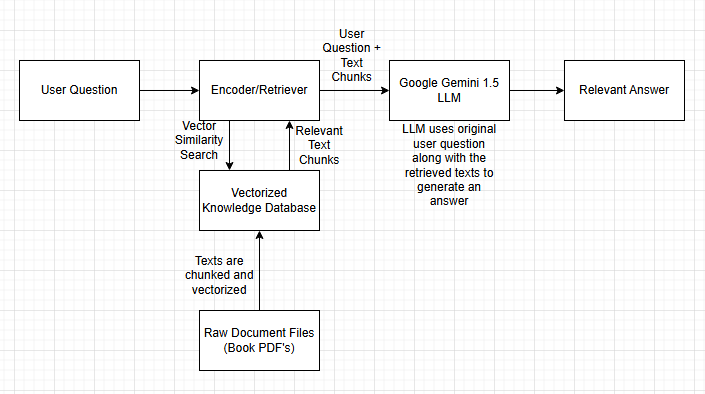 User
Question +
Text
Chunks
User Question
Encoder/Retriever
Google Gemini 1.5
LLM
Relevant Answer
Vector
Similarity
Search
Relevant
Text
Chunks
LLM uses original
user question
along with the
retrieved texts to
generate an
answer
Vectorized
Knowledge Database
Texts are
chunked and
vectorized
Raw Document Files
(Book PDF's)